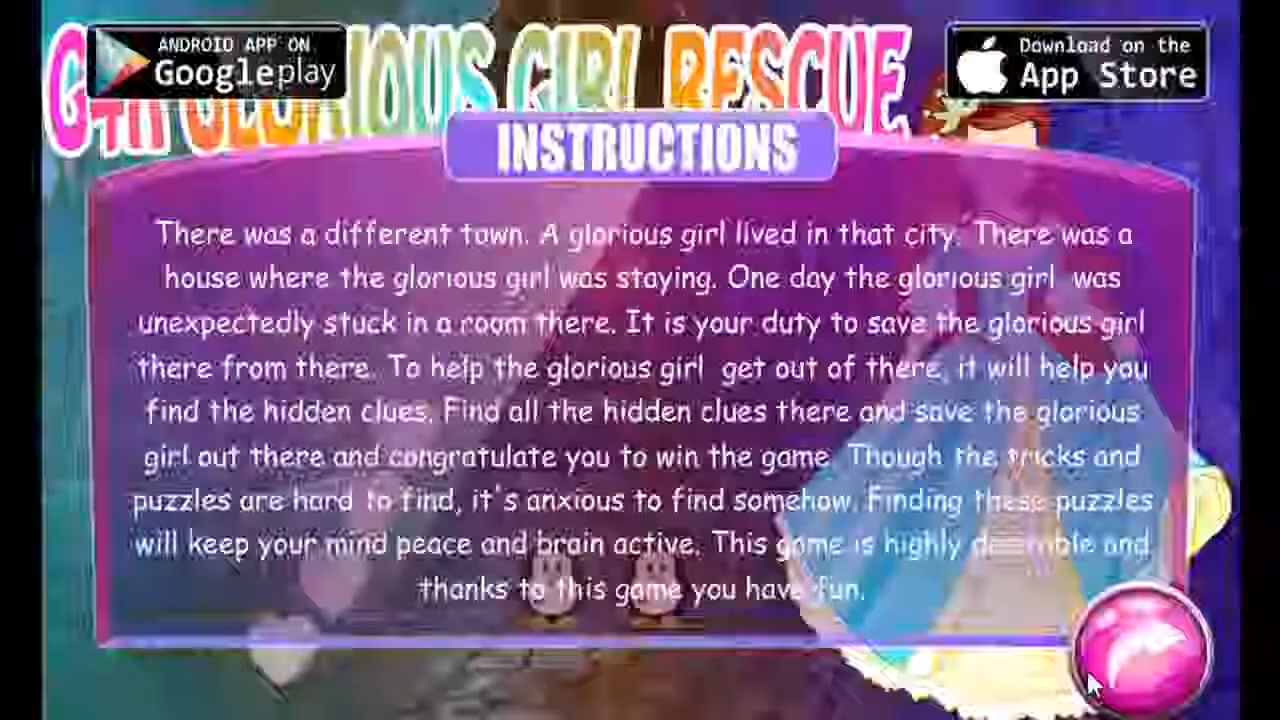 ANDROID APP ON
Google play
GIRL RESCUE
Download on the
App Store
INSTRUCTIONS
There was a different town. A glorious girl lived in that city. There was a
house where the glorious girl was staying. One day the glorious girl was
unexpectedly stuck in a room there. It is your duty to save the glorious girl
there from there. To help the glorious girl get out of there, it will help you
find the hidden clues. Find all the hidden clues there and save the glorious
girl out there and congratulate you to win the game. Though the tricks and
puzzles are hard to find, it's anxious to find somehow. Finding these puzzles
will keep your mind peace and brain active. This game is highly desirable and
thanks to this game you have fun.